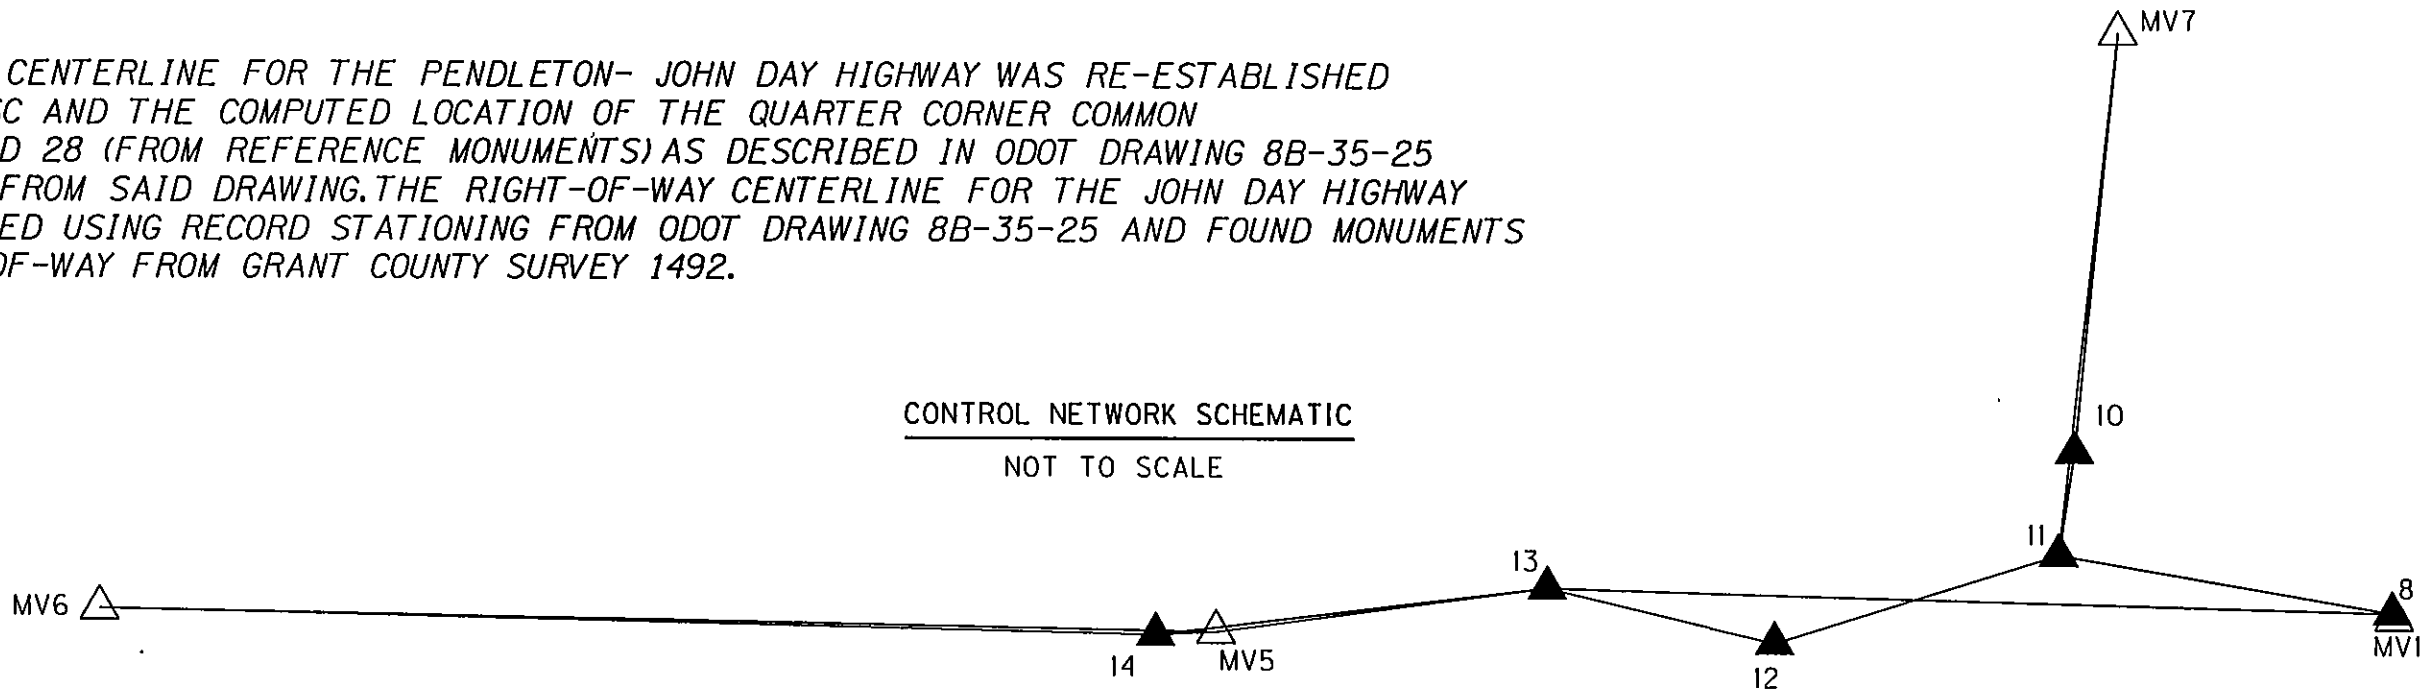 CENTERLINE FOR THE PENDLETON- JOHN DAY HIGHWAY WAS RE-ESTABLISHED
C AND THE COMPUTED LOCATION OF THE QUARTER CORNER COMMON
D 28 (FROM REFERENCE MONUMENTS) AS DESCRIBED IN ODOT DRAWING 8B-35-25
FROM SAID DRAWING. THE RIGHT-OF-WAY CENTERLINE FOR THE JOHN DAY HIGHWAY
ED USING RECORD STATIONING FROM ODOT DRAWING 8B-35-25 AND FOUND MONUMENTS
OF-WAY FROM GRANT COUNTY SURVEY 1492.
MV7
CONTROL NETWORK SCHEMATIC
NOT TO SCALE
10
11
13
8
MV6
14
MV5
12
MV1